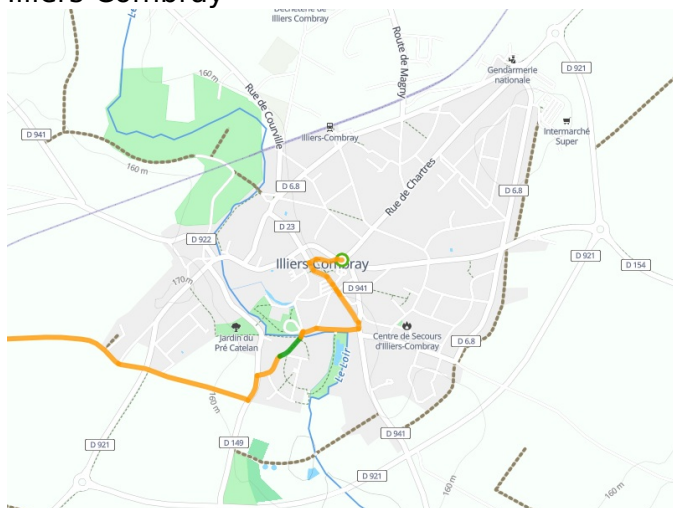 Illiers-Combray
Déchèterie de
Illiers Combray
Route de Magny
Gendarmerie
nationale
D 921
160 m
Rue de Courville
D 941
Illiers-Combray
Intermarché
Super
160 m
D 6.8
Rue de Chartres
D 6.8
D 23
D 922
Illiers-Combray
D 921
D 154
170 m
D 941
Jardin du
Pré Catelan
Centre de Secours
d'Illiers-Combray
D 6.8
Le Loir
160 m
D 921
D 149
D 941
D 921
160 m